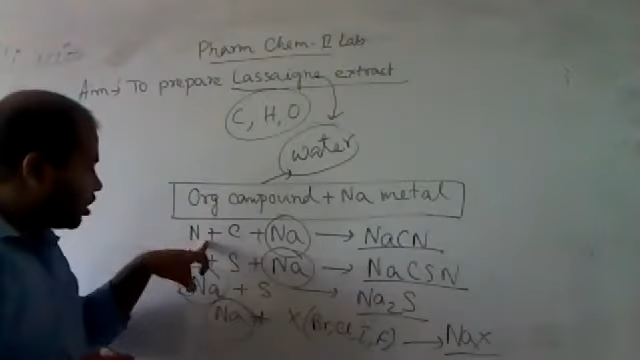 Pharm Chem-II Lab
Aim → To prepare Lassaigne extract
C, H, O
water
Org compound + Na metal
N + C + Na → NaCN
+ S + Na → NaCSN
Na + S → Na2S
Na + X (Br, Cl, I, F) → NaX